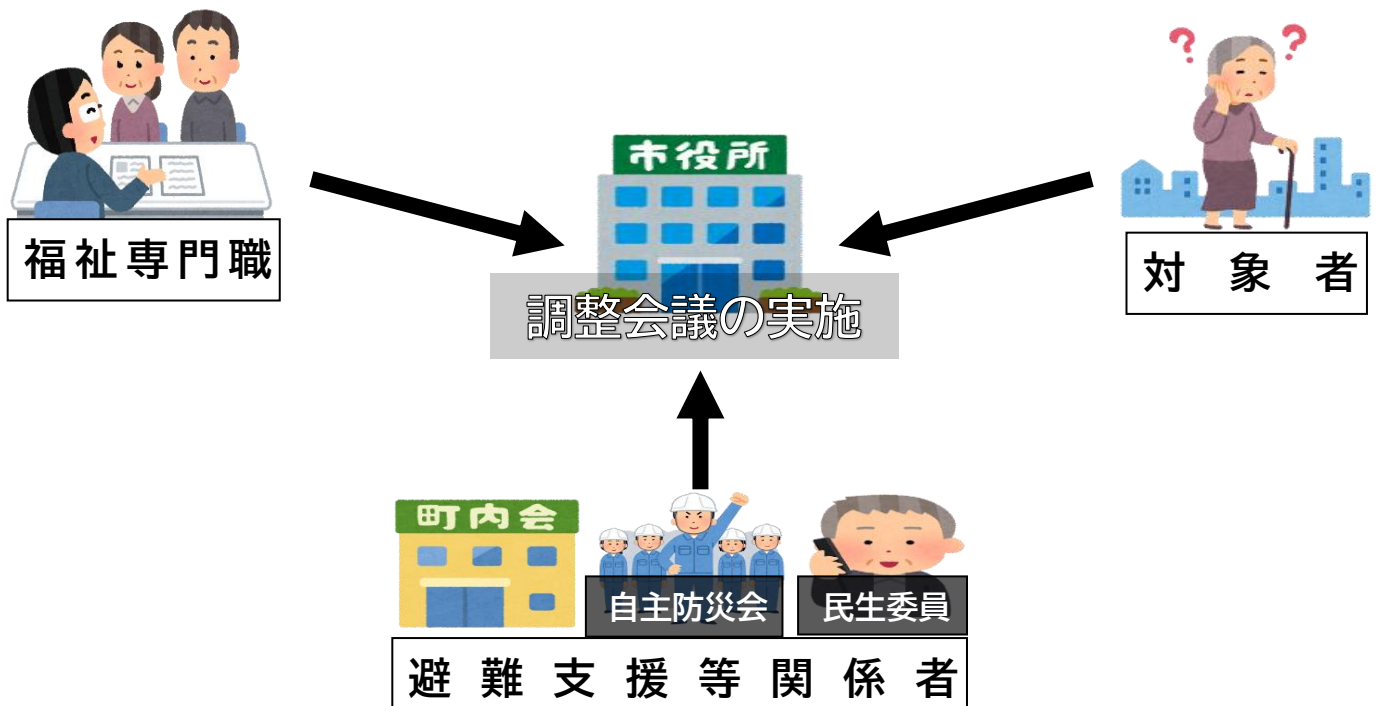 市役所
福祉専門職
対象者
調整会議の実施
町内会
自主防災会
民生委員
避難支援等関係者